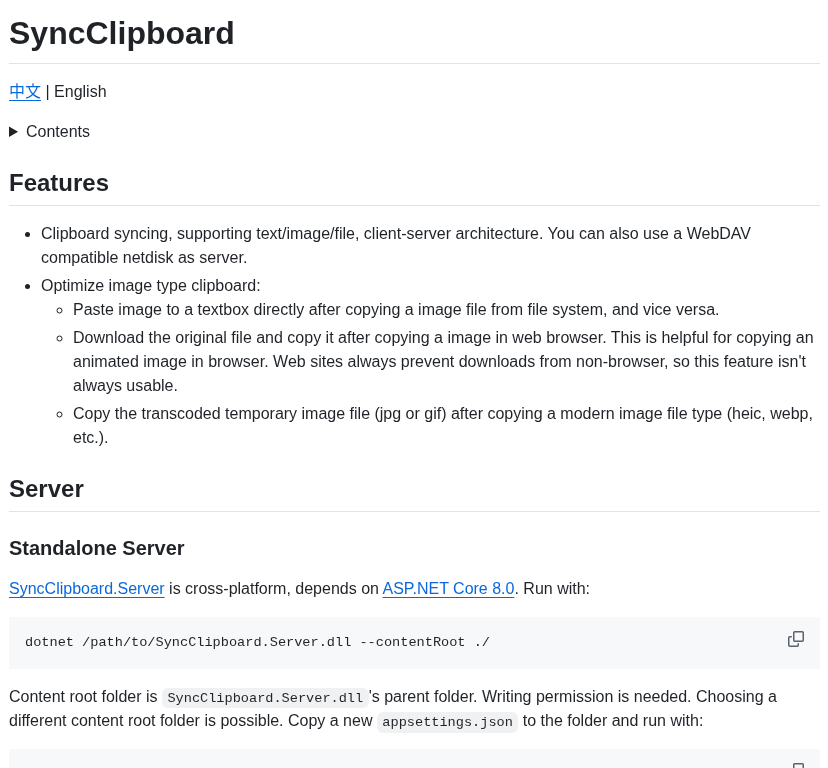 SyncClipboard
中文 | English
Contents
Features
Clipboard syncing, supporting text/image/file, client-server architecture. You can also use a WebDAV
compatible netdisk as server.
Optimize image type clipboard:
Paste image to a textbox directly after copying a image file from file system, and vice versa.
Download the original file and copy it after copying a image in web browser. This is helpful for copying an
animated image in browser. Web sites always prevent downloads from non-browser, so this feature isn't
always usable.
Copy the transcoded temporary image file (jpg or gif) after copying a modern image file type (heic, webp,
etc.).
Server
Standalone Server
SyncClipboard.Server is cross-platform, depends on ASP.NET Core 8.0. Run with:
dotnet /path/to/SyncClipboard.Server.dll --contentRoot ./
Content root folder is SyncClipboard.Server.dll's parent folder. Writing permission is needed. Choosing a
different content root folder is possible. Copy a new appsettings.json to the folder and run with: